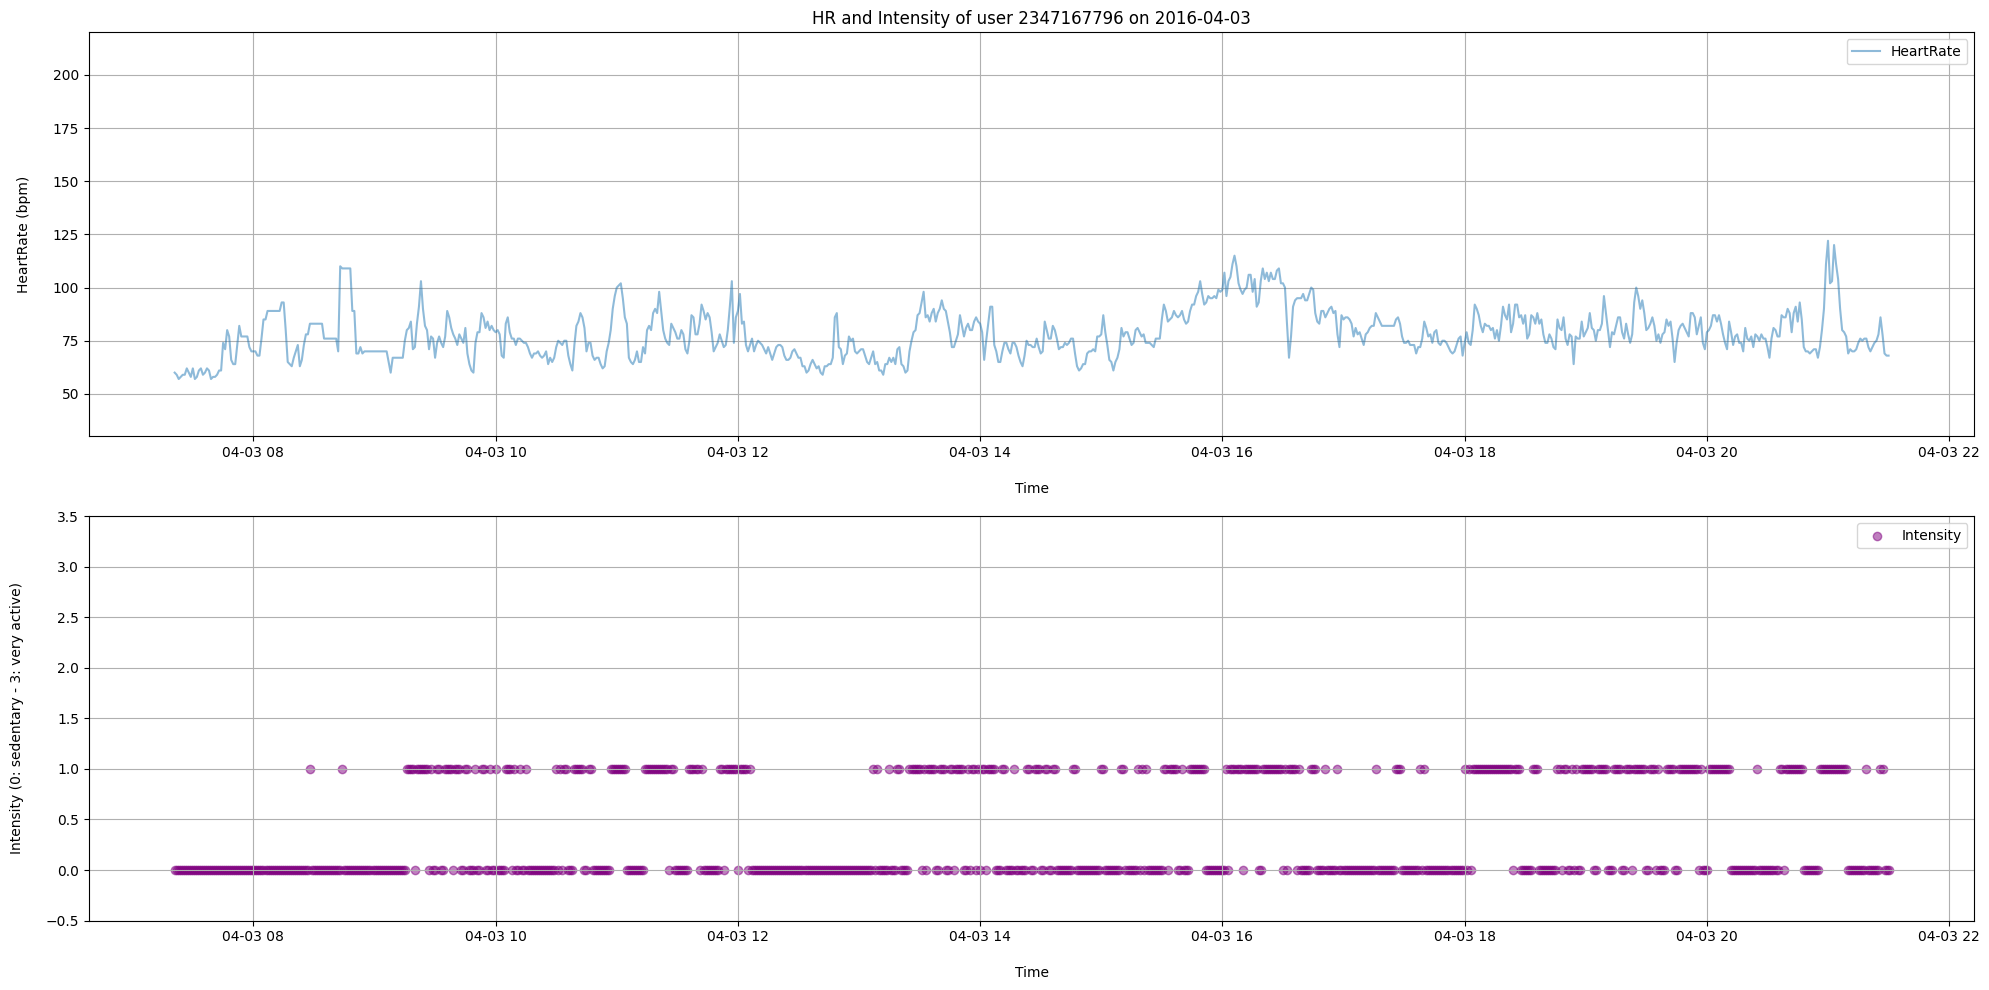 HR and Intensity of user 2347167796 on 2016-04-03
HeartRate
200
175
150
125
100
75
50
HeartRate (bpm)
04-03 08 04-03 10 04-03 12 04-03 14 04-03 16 04-03 18 04-03 20 04-03 22
Time
Intensity
3.5
3.0
2.5
2.0
1.5
1.0
0.5
0.0
−0.5
Intensity (0: sedentary - 3: very active)
04-03 08 04-03 10 04-03 12 04-03 14 04-03 16 04-03 18 04-03 20 04-03 22
Time